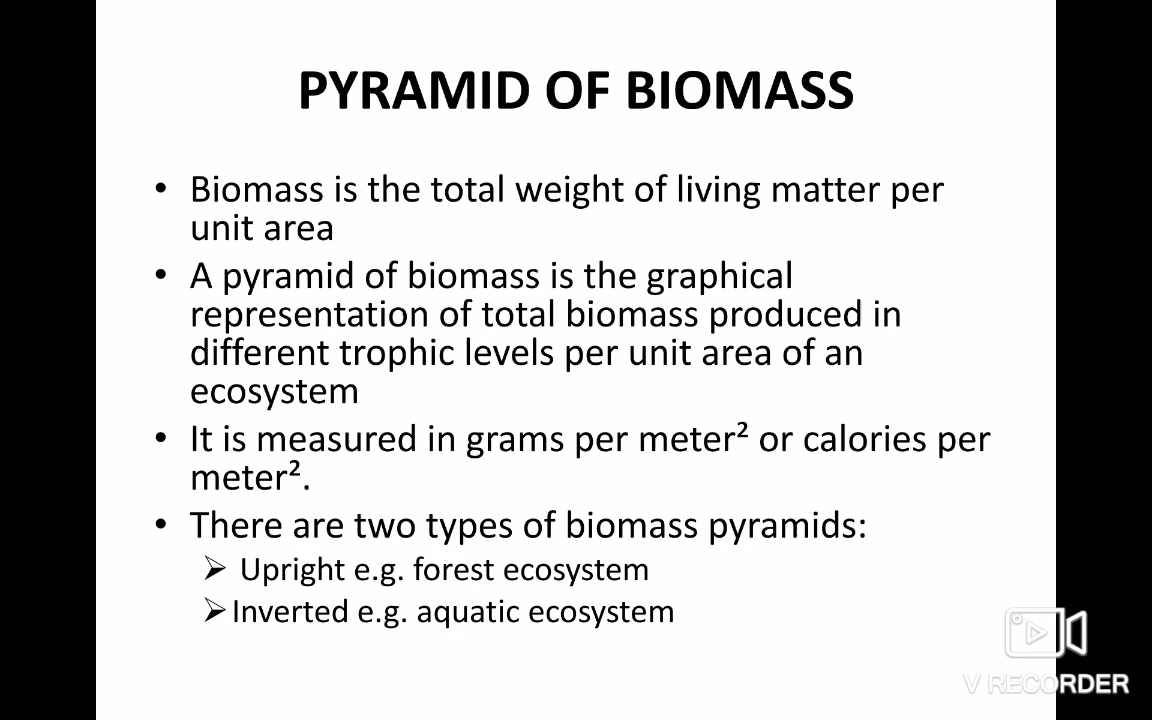 PYRAMID OF BIOMASS
• Biomass is the total weight of living matter per
unit area
• A pyramid of biomass is the graphical
representation of total biomass produced in
different trophic levels per unit area of an
ecosystem
• It is measured in grams per meter² or calories per
meter².
• There are two types of biomass pyramids:
➢ Upright e.g. forest ecosystem
➢ Inverted e.g. aquatic ecosystem
V RECORDER